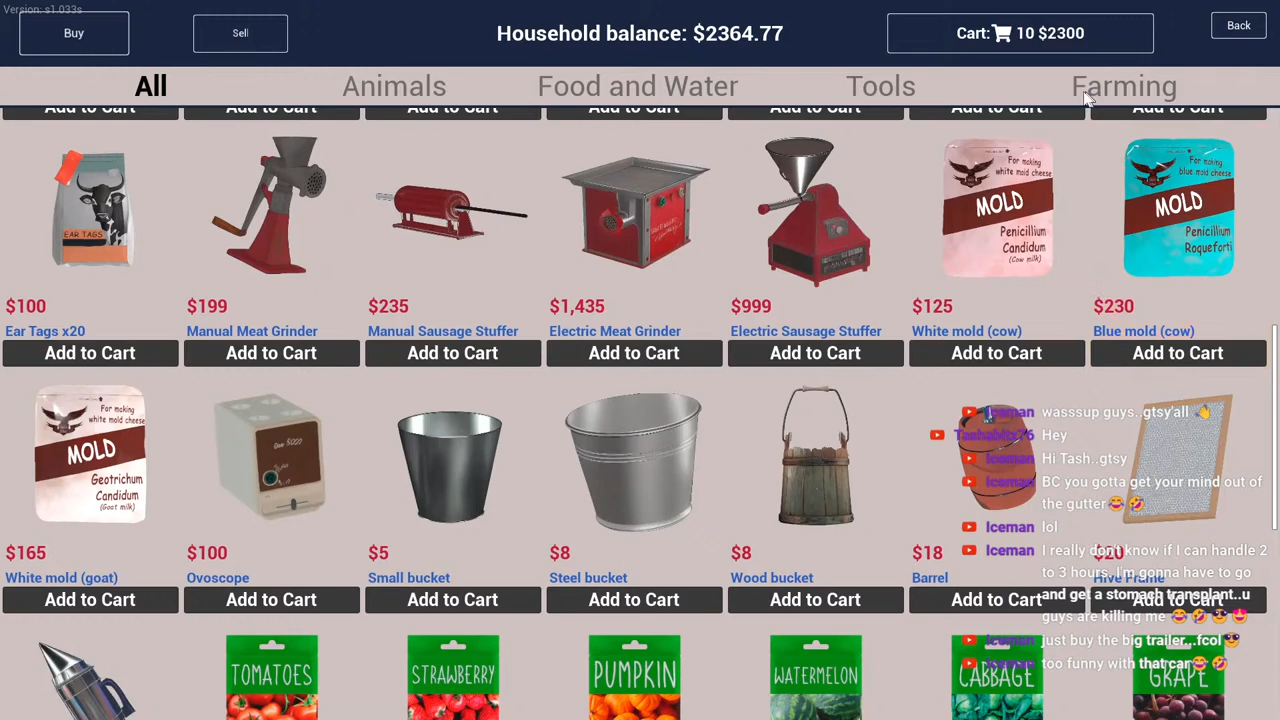 Version: s1.033s
Buy
Sell
Household balance: $2364.77
Cart: 10 $2300
Back
All
Animals
Food and Water
Tools
Farming
Add to Cart
Add to Cart
Add to Cart
Add to Cart
Add to Cart
Add to Cart
Add to Cart
EAR TAGS
For making
white mold cheese
MOLD
Penicillium
Candidum
(Cow milk)
For making
blue mold cheese
MOLD
Penicillium
Roqueforti
$100
$199
$235
$1,435
$999
$125
$230
Ear Tags x20
Manual Meat Grinder
Manual Sausage Stuffer
Electric Meat Grinder
Electric Sausage Stuffer
White mold (cow)
Blue mold (cow)
Add to Cart
Add to Cart
Add to Cart
Add to Cart
Add to Cart
Add to Cart
Add to Cart
For making
white mold cheese
MOLD
Geotrichum
Candidum
(Goat milk)
Iceman wasssup guys..gtsy'all 👋
TashaMix76 Hey
Iceman Hi Tash..gtsy
Iceman BC you gotta get your mind out of
the gutter😂🤣
Iceman lol
Iceman I really don't know if I can handle 2
to 3 hours. I'm gonna have to go
and get a stomach transplant..u
guys are killing me 😂🤣😎🤩
Iceman just buy the big trailer...fcol😎
Iceman too funny with that car😂🤣
$165
$100
$5
$8
$8
$18
$20
White mold (goat)
Ovoscope
Small bucket
Steel bucket
Wood bucket
Barrel
Hive Frame
Add to Cart
Add to Cart
Add to Cart
Add to Cart
Add to Cart
Add to Cart
Add to Cart
TOMATOES
STRAWBERRY
PUMPKIN
WATERMELON
CABBAGE
GRAPE